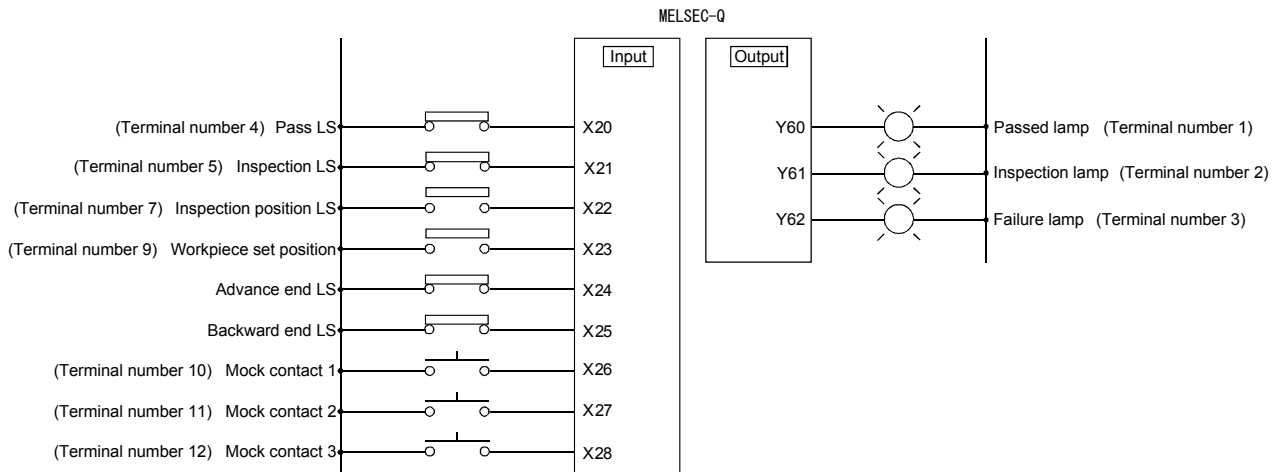 MELSEC-Q
Input
Output
(Terminal number 4) Pass LS X20
(Terminal number 5) Inspection LS X21
(Terminal number 7) Inspection position LS X22
(Terminal number 9) Workpiece set position X23
Advance end LS X24
Backward end LS X25
(Terminal number 10) Mock contact 1 X26
(Terminal number 11) Mock contact 2 X27
(Terminal number 12) Mock contact 3 X28
Y60 Passed lamp (Terminal number 1)
Y61 Inspection lamp (Terminal number 2)
Y62 Failure lamp (Terminal number 3)